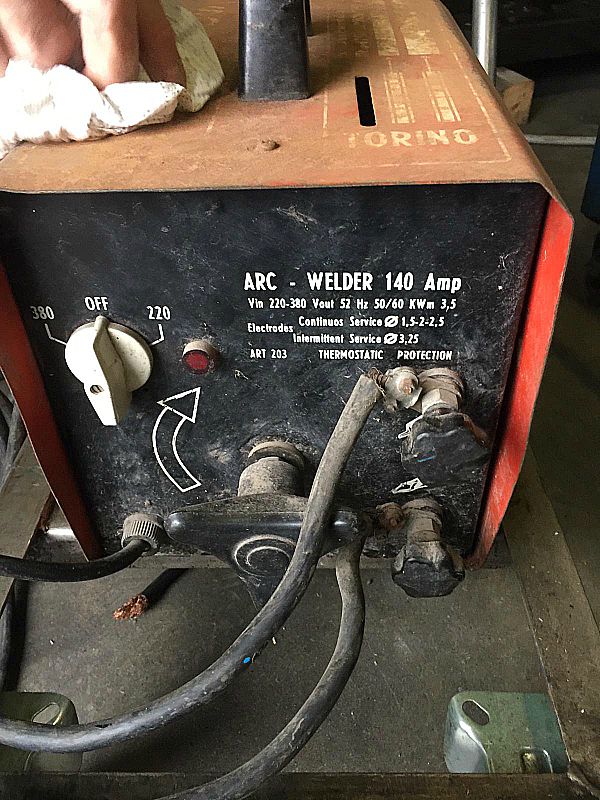 TORINO
ARC - WELDER 140 Amp
Vin 220-380 Vout 52 Hz 50/60 KWm 3,5
Electrodes Continuos Service Ø 1,5-2-2,5
Intermittent Service Ø 3,25
ART 203 THERMOSTATIC PROTECTION
380 OFF 220